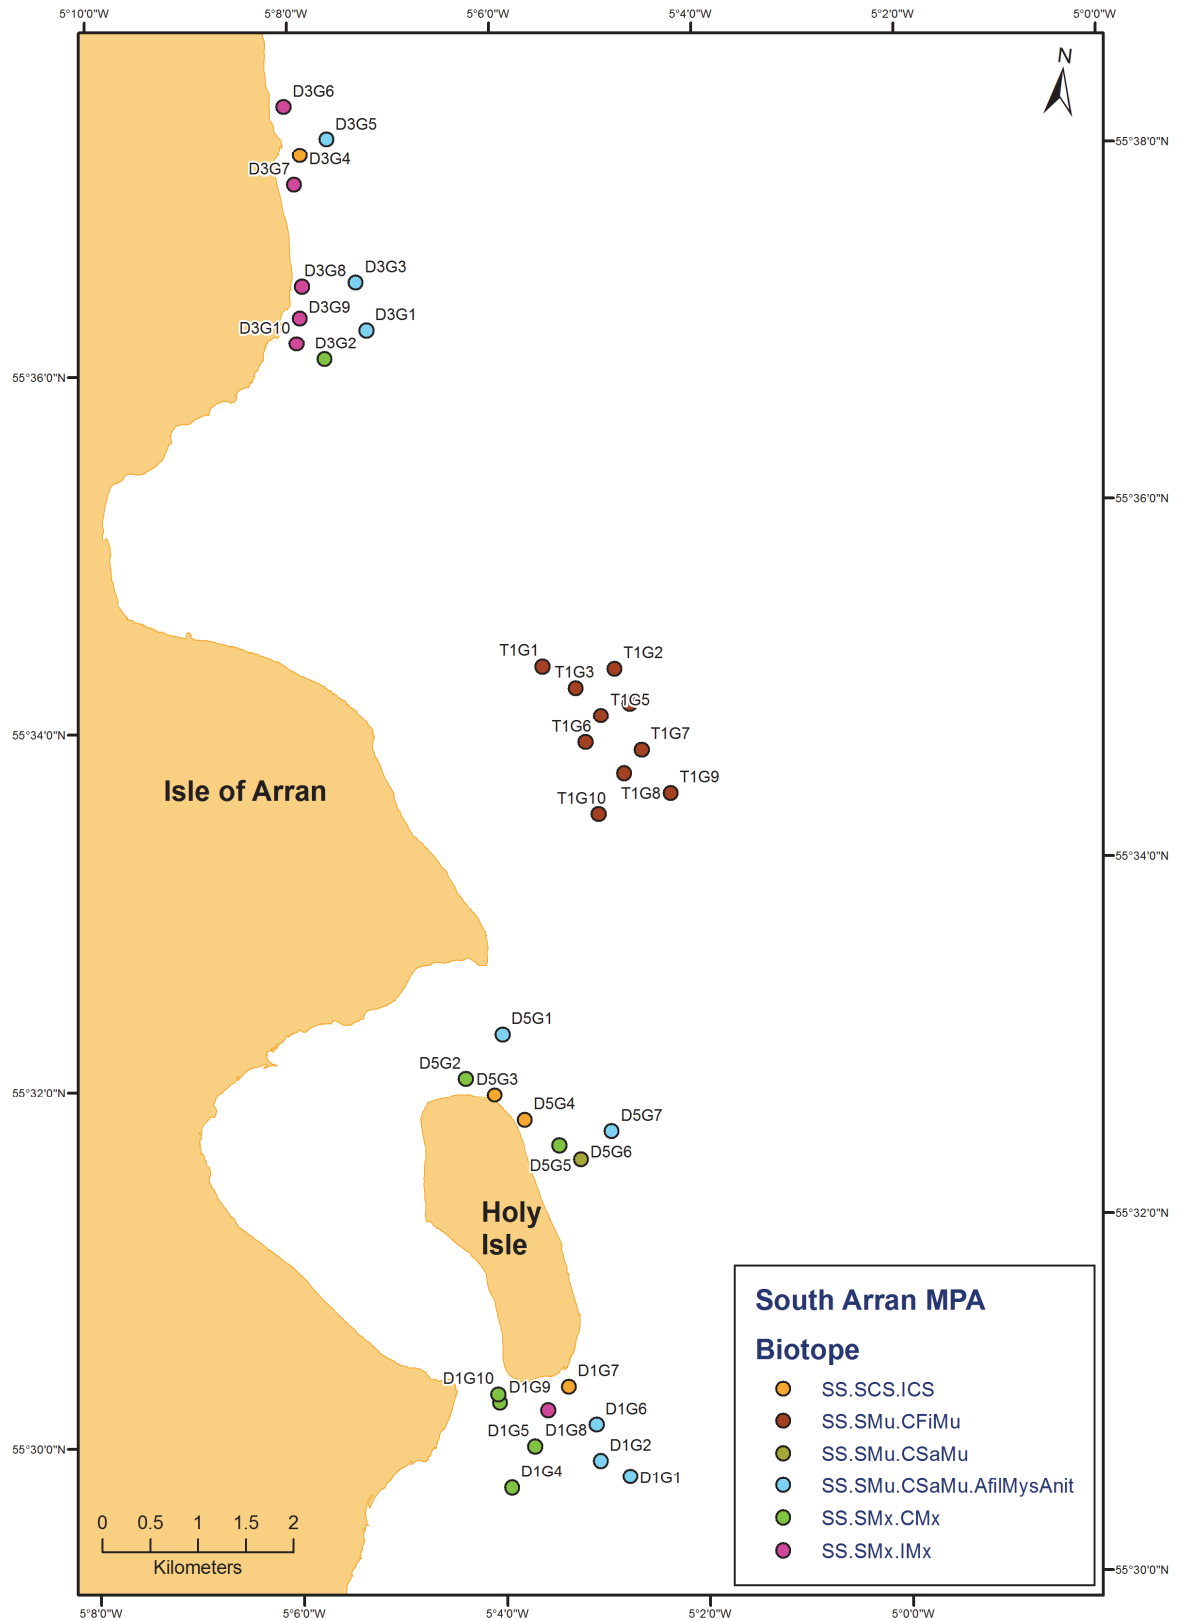 5°10'0"W
5°8'0"W
5°6'0"W
5°4'0"W
5°2'0"W
5°0'0"W
N
D3G6
D3G5
55°38'0"N
D3G4
D3G7
D3G3
D3G8
D3G9
D3G1
D3G10
D3G2
55°36'0"N
55°36'0"N
T1G1
T1G2
T1G3
T1G5
T1G6
T1G7
55°34'0"N
T1G9
Isle of Arran
T1G8
T1G10
55°34'0"N
D5G1
D5G2
D5G3
55°32'0"N
D5G4
D5G7
D5G6
D5G5
Holy
Isle
55°32'0"N
South Arran MPA
Biotope
D1G7
D1G10
D1G9
SS.SCS.ICS
D1G6
SS.SMu.CFiMu
D1G5
D1G8
D1G2
55°30'0"N
SS.SMu.CSaMu
D1G4
D1G1
SS.SMu.CSaMu.AfilMysAnit
SS.SMx.CMx
SS.SMx.IMx
0 0.5 1 1.5 2
Kilometers
55°30'0"N
5°8'0"W
5°6'0"W
5°4'0"W
5°2'0"W
5°0'0"W